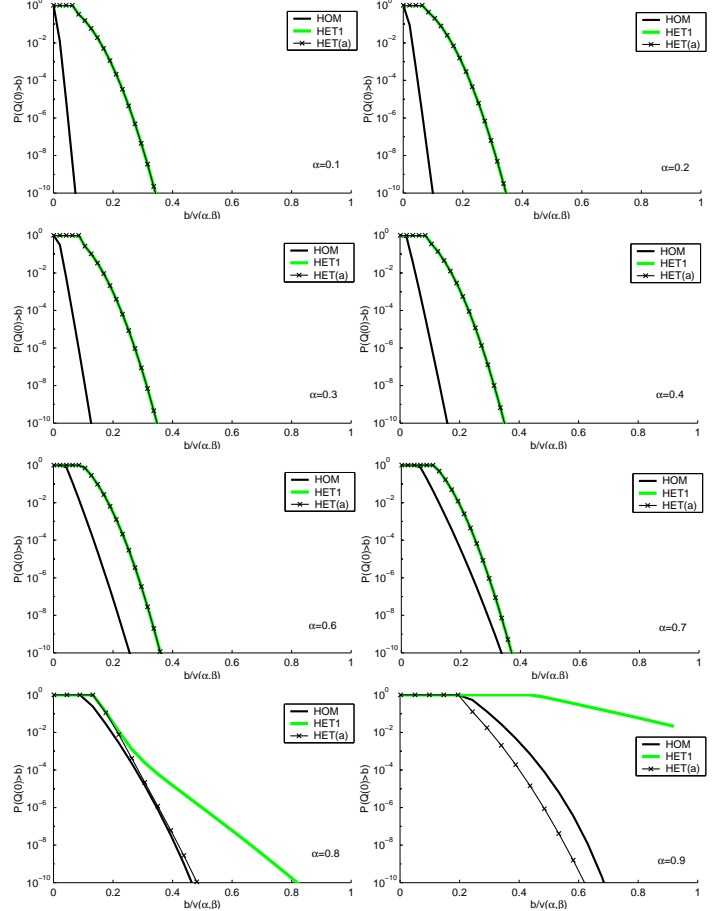 10^0
10^-2
10^-4
10^-6
10^-8
10^-10
P(Q(0)>b)
0 0.2 0.4 0.6 0.8 1
b/v(α,β)
HOM
HET1
HET(a)
α=0.1
10^0
10^-2
10^-4
10^-6
10^-8
10^-10
P(Q(0)>b)
0 0.2 0.4 0.6 0.8 1
b/v(α,β)
HOM
HET1
HET(a)
α=0.2
10^0
10^-2
10^-4
10^-6
10^-8
10^-10
P(Q(0)>b)
0 0.2 0.4 0.6 0.8 1
b/v(α,β)
HOM
HET1
HET(a)
α=0.3
10^0
10^-2
10^-4
10^-6
10^-8
10^-10
P(Q(0)>b)
0 0.2 0.4 0.6 0.8 1
b/v(α,β)
HOM
HET1
HET(a)
α=0.4
10^0
10^-2
10^-4
10^-6
10^-8
10^-10
P(Q(0)>b)
0 0.2 0.4 0.6 0.8 1
b/v(α,β)
HOM
HET1
HET(a)
α=0.6
10^0
10^-2
10^-4
10^-6
10^-8
10^-10
P(Q(0)>b)
0 0.2 0.4 0.6 0.8 1
b/v(α,β)
HOM
HET1
HET(a)
α=0.7
10^0
10^-2
10^-4
10^-6
10^-8
10^-10
P(Q(0)>b)
0 0.2 0.4 0.6 0.8 1
b/v(α,β)
HOM
HET1
HET(a)
α=0.8
10^0
10^-2
10^-4
10^-6
10^-8
10^-10
P(Q(0)>b)
0 0.2 0.4 0.6 0.8 1
b/v(α,β)
HOM
HET1
HET(a)
α=0.9